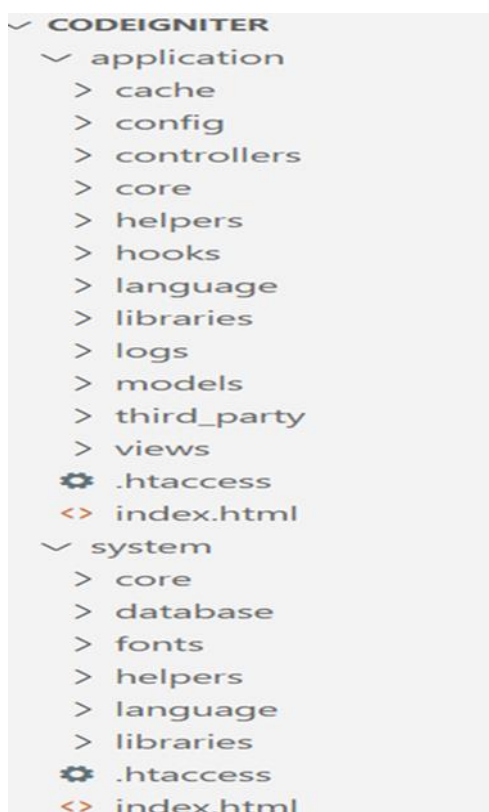 CODEIGNITER
application
cache
config
controllers
core
helpers
hooks
language
libraries
logs
models
third_party
views
.htaccess
index.html
system
core
database
fonts
helpers
language
libraries
.htaccess
index.html